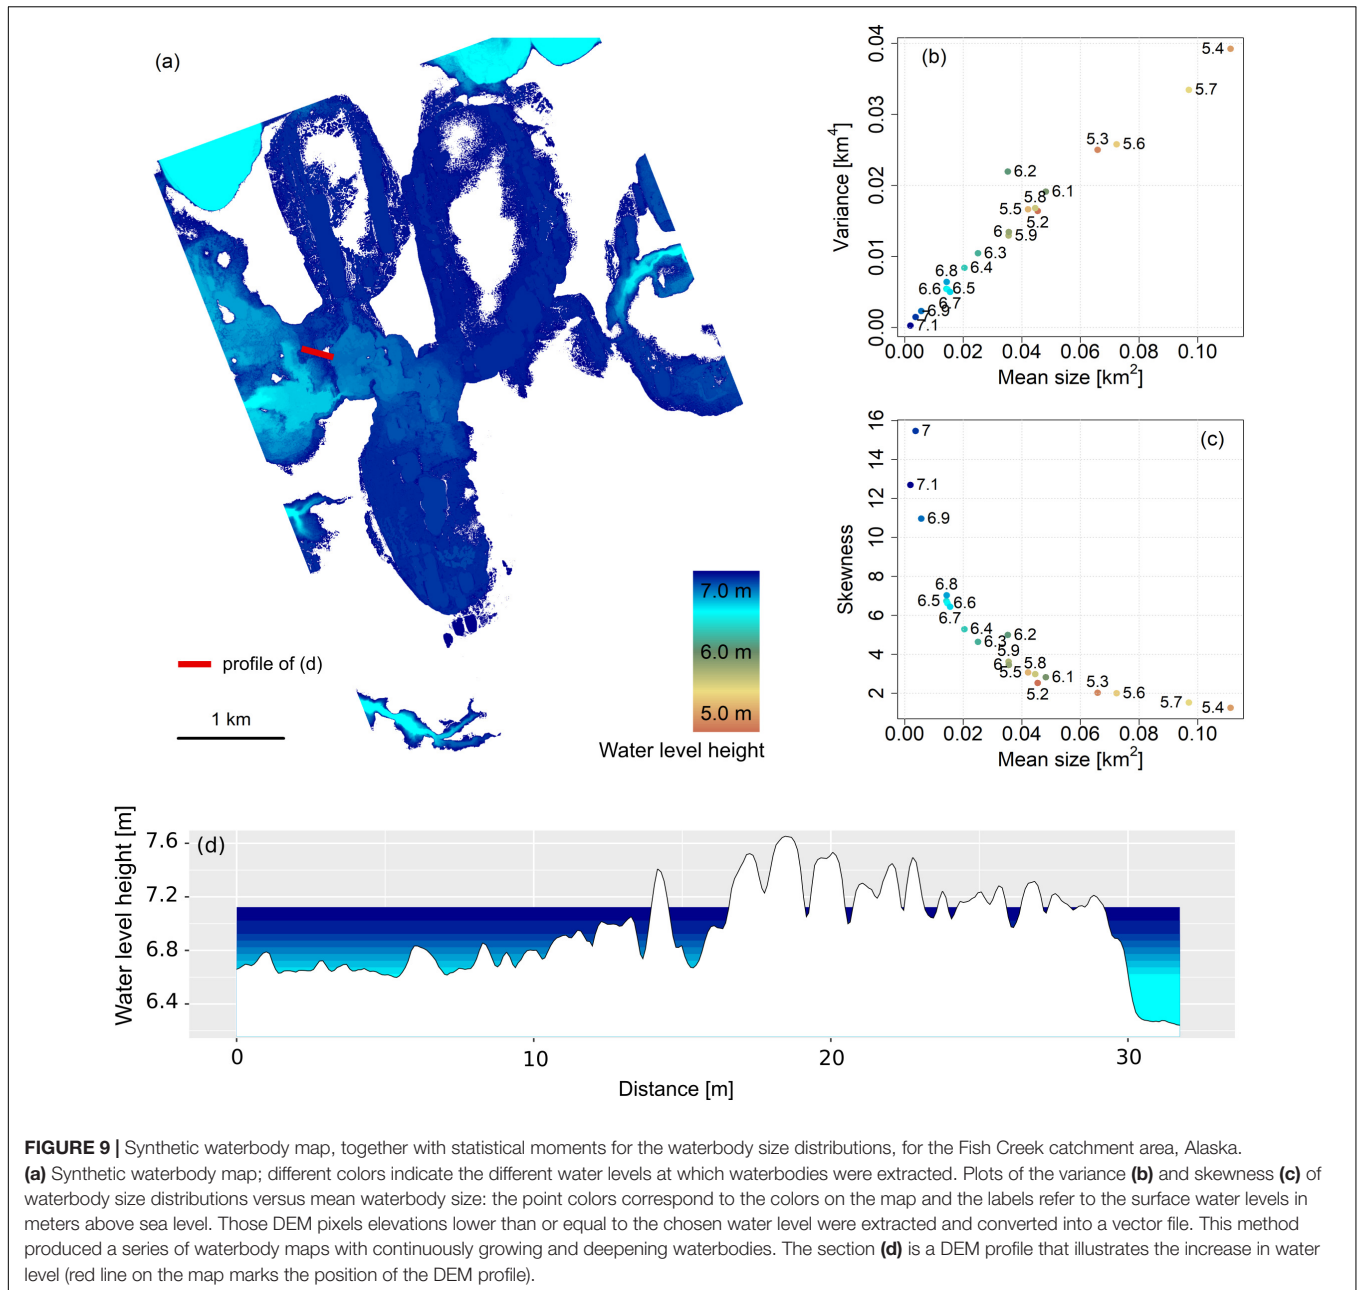 (a)
7.0 m
6.0 m
5.0 m
Water level height
profile of (d)
1 km
(b)
Variance [km4]
0.04
0.03
0.02
0.01
0.00
5.4
5.7
5.3
5.6
6.2
6.1
5.8
5.5
5.2
6
5.9
6.3
6.4
6.8
6.6
6.5
6.7
6.9
7
7.1
0.00 0.02 0.04 0.06 0.08 0.10
Mean size [km2]
(c)
Skewness
16
14
12
10
8
6
4
2
7
7.1
6.9
6.8
6.5
6.6
6.7
6.4
6.3
6.2
5.9
6
5.8
5.5
6.1
5.2
5.3
5.6
5.7
5.4
0.00 0.02 0.04 0.06 0.08 0.10
Mean size [km2]
(d)
Water level height [m]
7.6
7.2
6.8
6.4
0 10 20 30
Distance [m]
FIGURE 9 | Synthetic waterbody map, together with statistical moments for the waterbody size distributions, for the Fish Creek catchment area, Alaska.
(a) Synthetic waterbody map; different colors indicate the different water levels at which waterbodies were extracted. Plots of the variance (b) and skewness (c) of
waterbody size distributions versus mean waterbody size: the point colors correspond to the colors on the map and the labels refer to the surface water levels in
meters above sea level. Those DEM pixels elevations lower than or equal to the chosen water level were extracted and converted into a vector file. This method
produced a series of waterbody maps with continuously growing and deepening waterbodies. The section (d) is a DEM profile that illustrates the increase in water
level (red line on the map marks the position of the DEM profile).